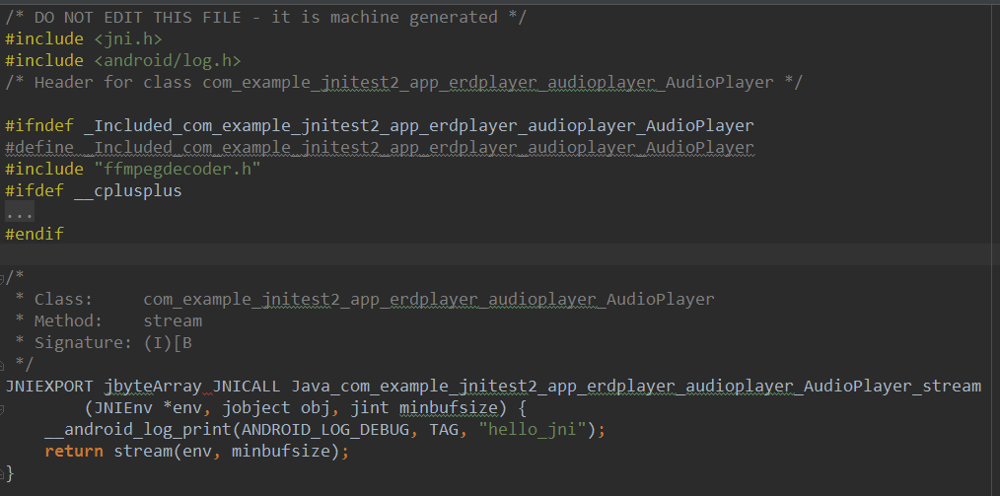 /* DO NOT EDIT THIS FILE - it is machine generated */
#include <jni.h>
#include <android/log.h>
/* Header for class com_example_jnitest2_app_erdplayer_audioplayer_AudioPlayer */
#ifndef _Included_com_example_jnitest2_app_erdplayer_audioplayer_AudioPlayer
#define _Included_com_example_jnitest2_app_erdplayer_audioplayer_AudioPlayer
#include "ffmpegdecoder.h"
#ifdef __cplusplus
...
#endif
/*
 * Class:     com_example_jnitest2_app_erdplayer_audioplayer_AudioPlayer
 * Method:    stream
 * Signature: (I)[B
 */
JNIEXPORT jbyteArray JNICALL Java_com_example_jnitest2_app_erdplayer_audioplayer_AudioPlayer_stream
        (JNIEnv *env, jobject obj, jint minbufsize) {
    __android_log_print(ANDROID_LOG_DEBUG, TAG, "hello_jni");
    return stream(env, minbufsize);
}